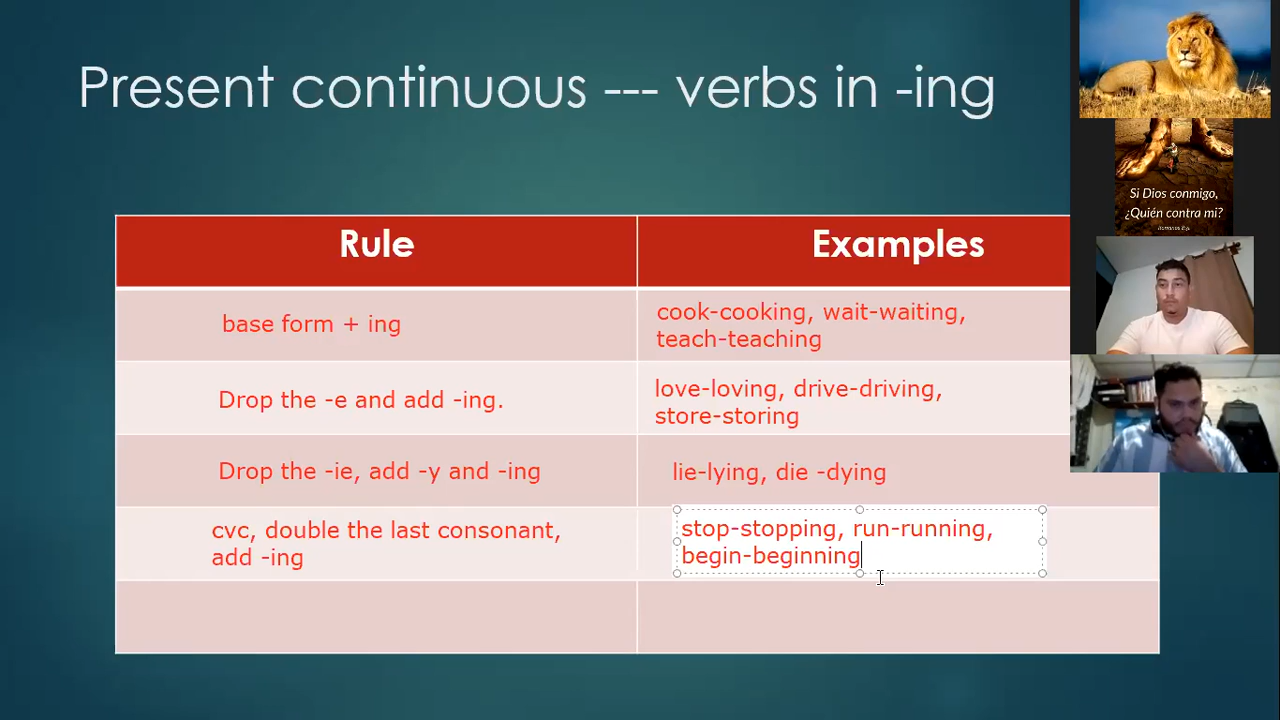 Present continuous --- verbs in -ing
Rule
Examples
base form + ing
cook-cooking, wait-waiting,
teach-teaching
Drop the -e and add -ing.
love-loving, drive-driving,
store-storing
Drop the -ie, add -y and -ing
lie-lying, die -dying
cvc, double the last consonant,
add -ing
stop-stopping, run-running,
begin-beginning
Si Dios conmigo,
¿Quién contra mi?